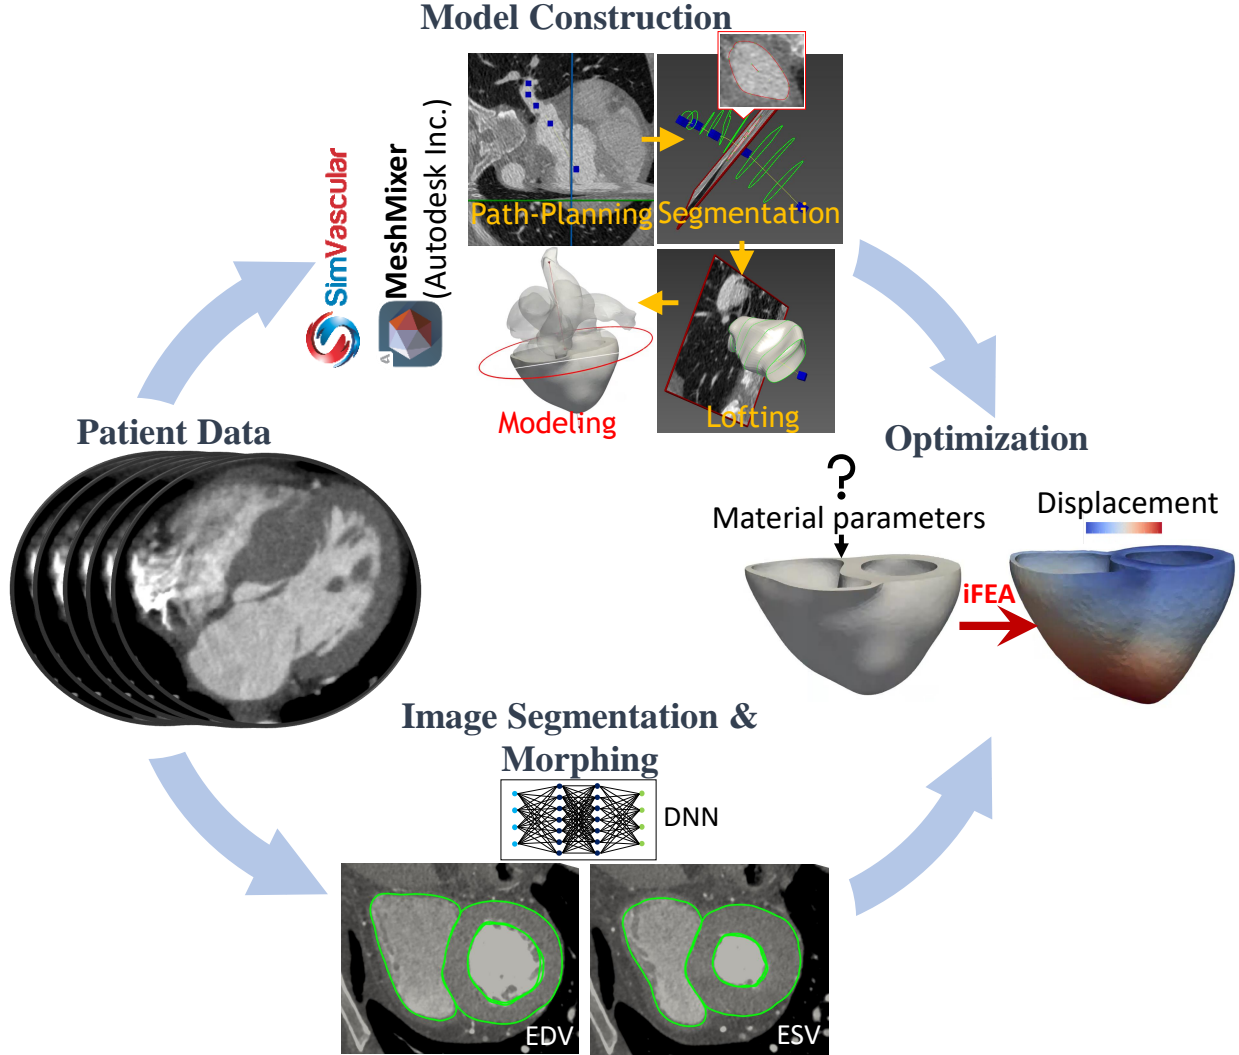 Model Construction
SimVascular
MeshMixer
(Autodesk Inc.)
A
Path-Planning
Segmentation
Modeling
Lofting
Patient Data
Optimization
?
Material parameters
Displacement
iFEA
Image Segmentation &
Morphing
DNN
EDV
ESV